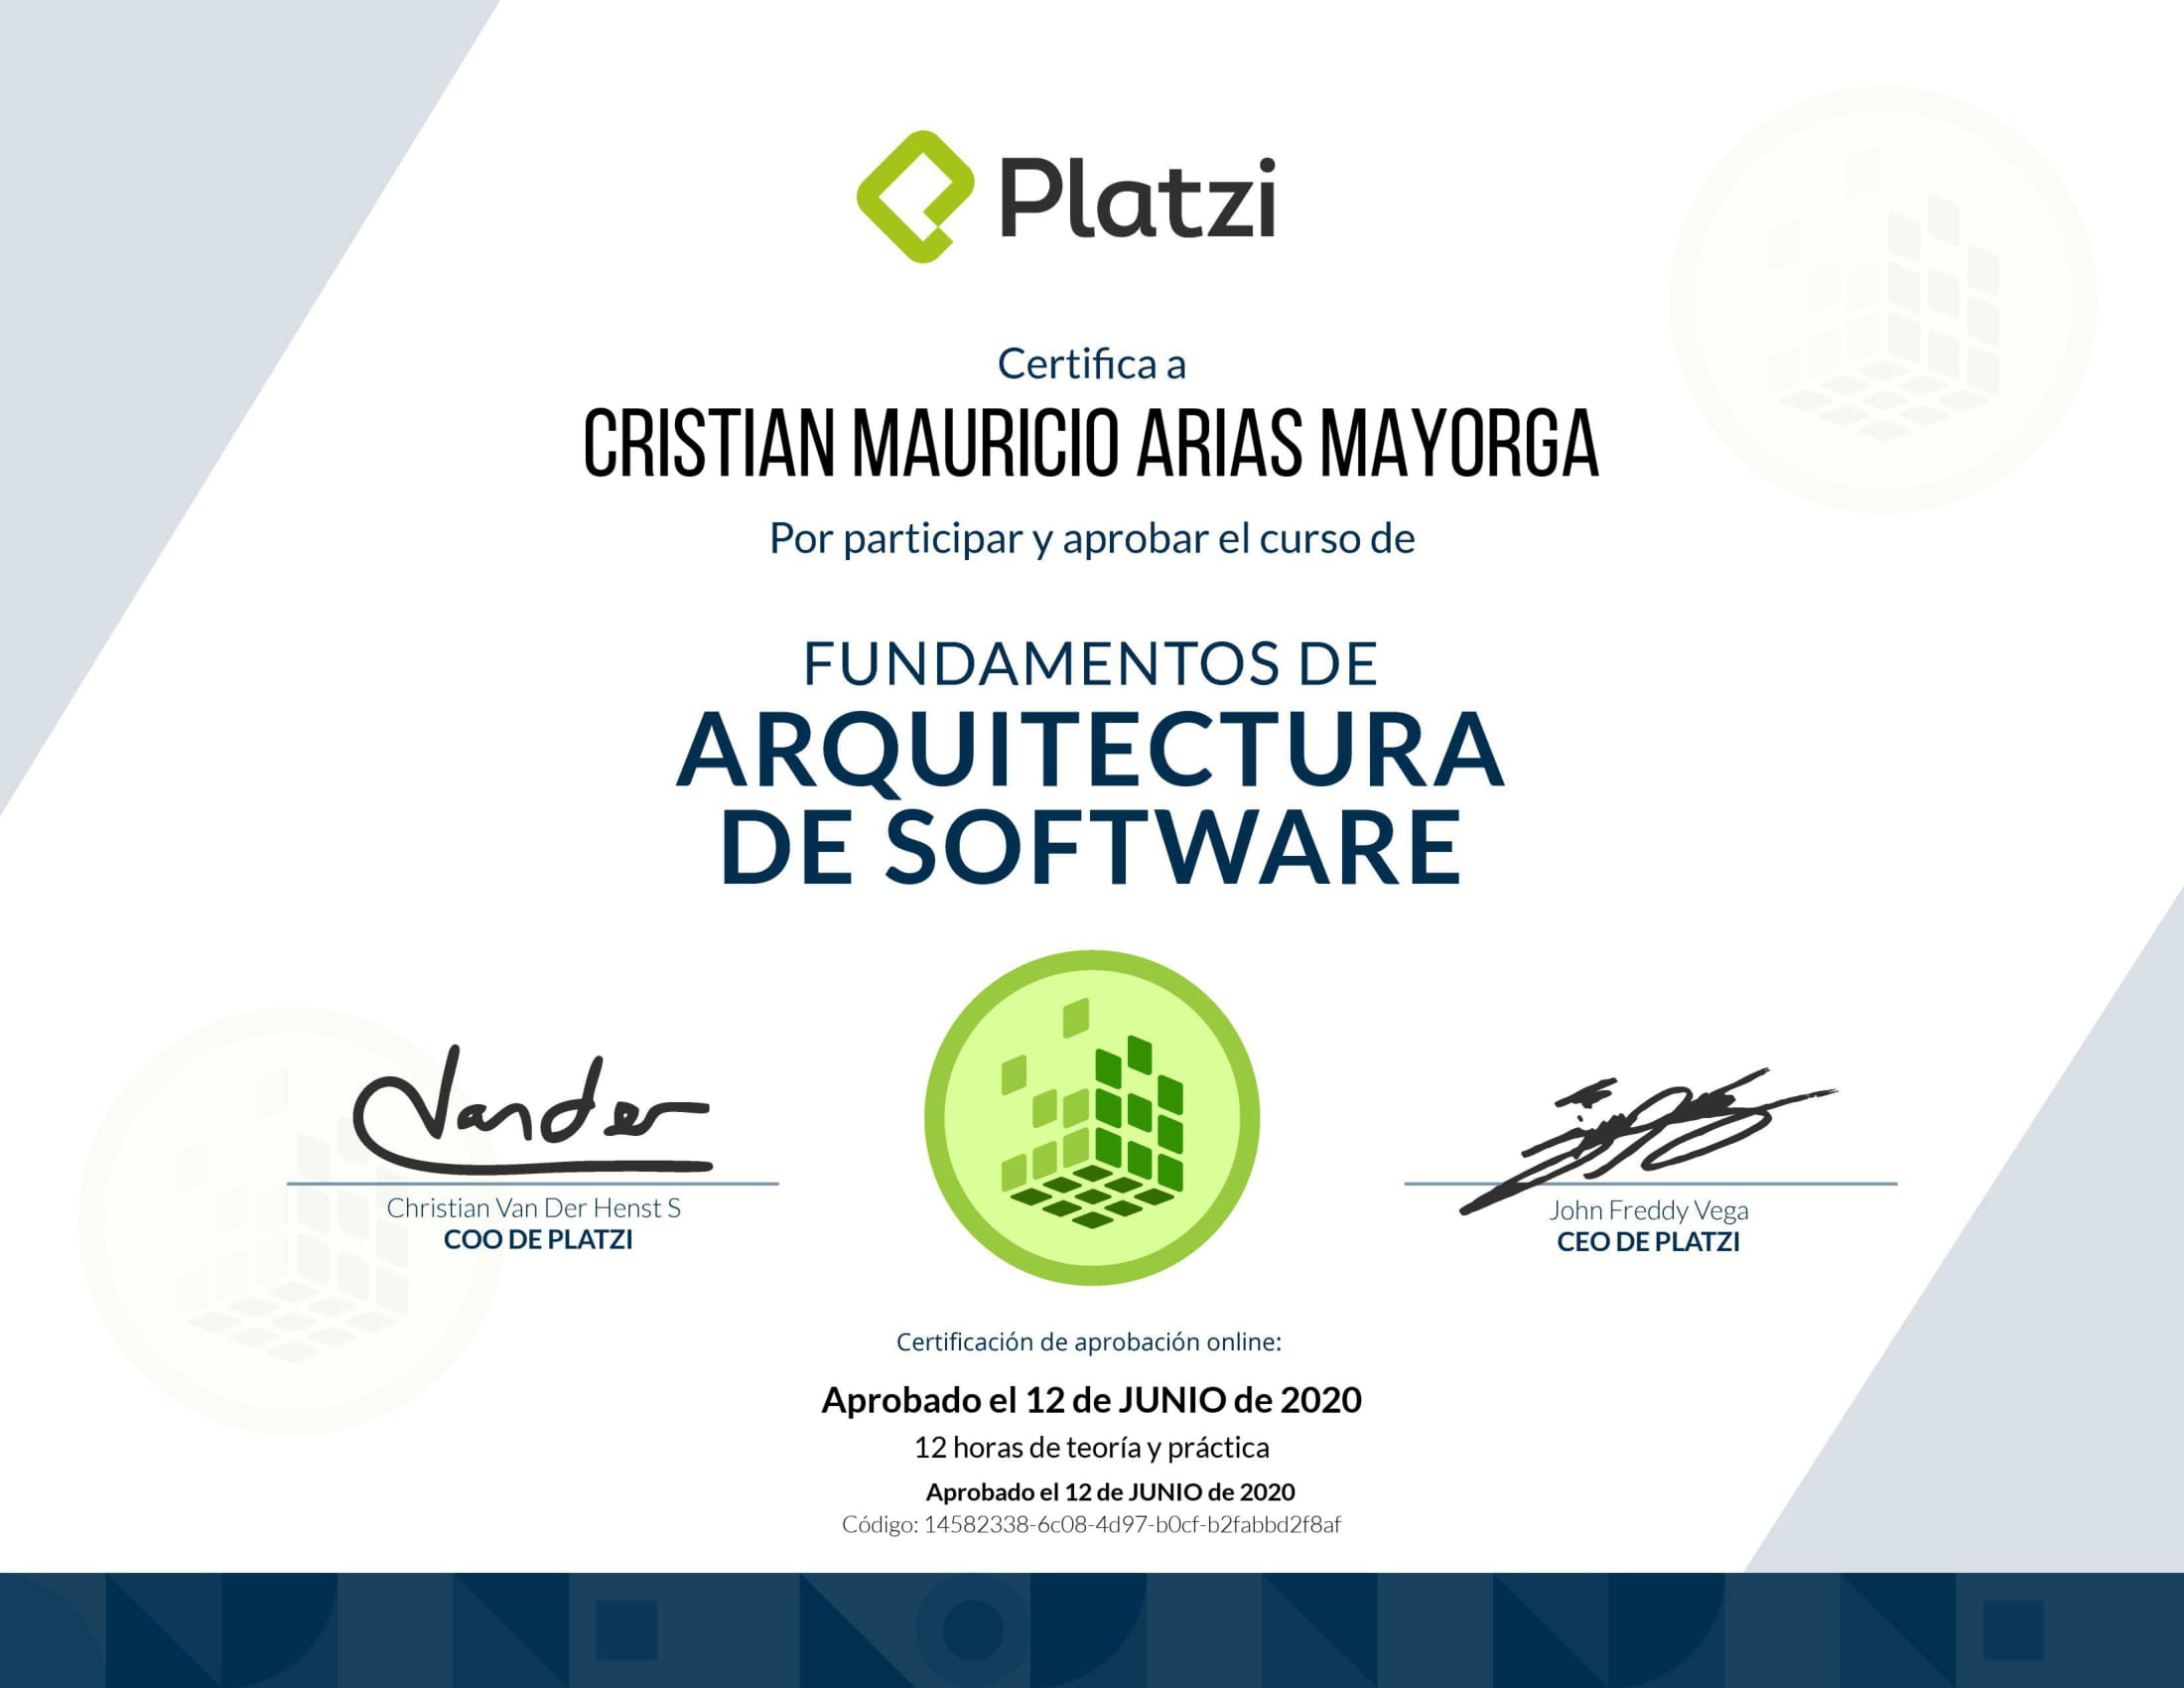 Platzi
Certifica a
CRISTIAN MAURICIO ARIAS MAYORGA
Por participar y aprobar el curso de
FUNDAMENTOS DE
ARQUITECTURA
DE SOFTWARE
Vander
Christian Van Der Henst S
COO DE PLATZI
John Freddy Vega
CEO DE PLATZI
Certificación de aprobación online:
Aprobado el 12 de JUNIO de 2020
12 horas de teoría y práctica
Aprobado el 12 de JUNIO de 2020
Código: 14582338-6c08-4d97-b0cf-b2fabbd2f8af